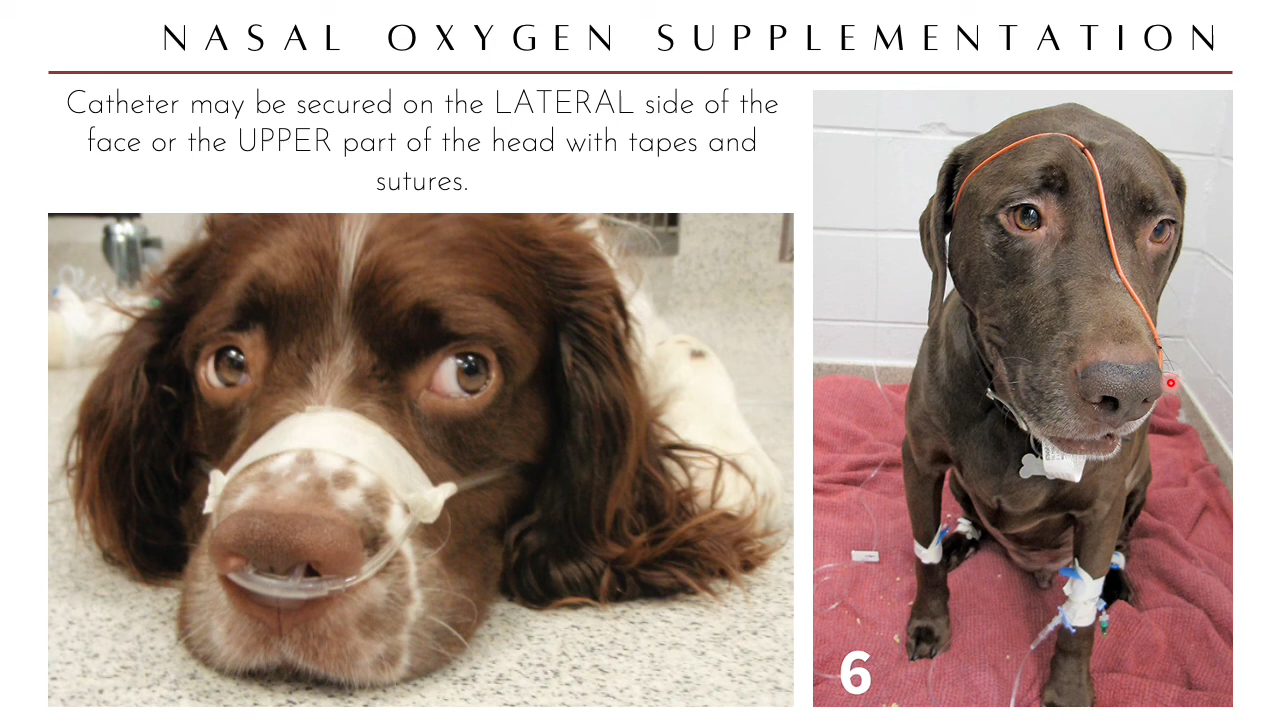 NASAL OXYGEN SUPPLEMENTATION
Catheter may be secured on the LATERAL side of the
face or the UPPER part of the head with tapes and
sutures.
6